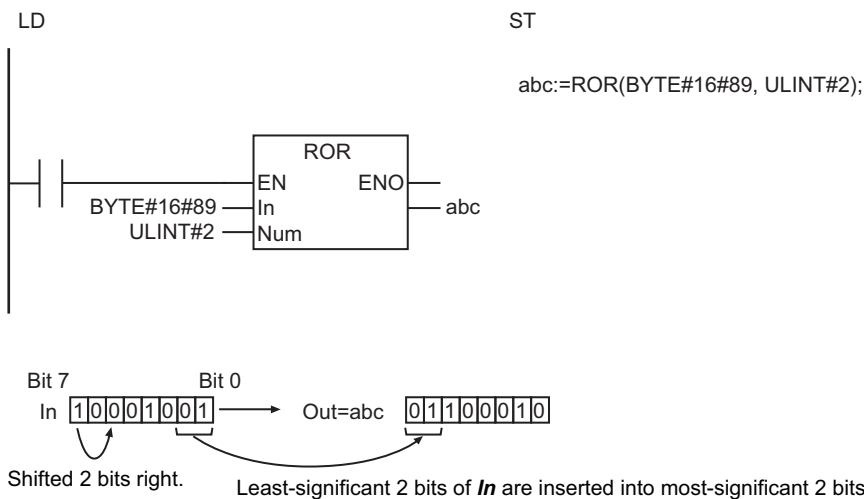 LD
ST
abc:=ROR(BYTE#16#89, ULINT#2);
ROR
EN ENO
BYTE#16#89 In abc
ULINT#2 Num
Bit 7 Bit 0
In 1 0 0 0 1 0 0 1 Out=abc 0 1 1 0 0 0 1 0
Shifted 2 bits right.
Least-significant 2 bits of In are inserted into most-significant 2 bits